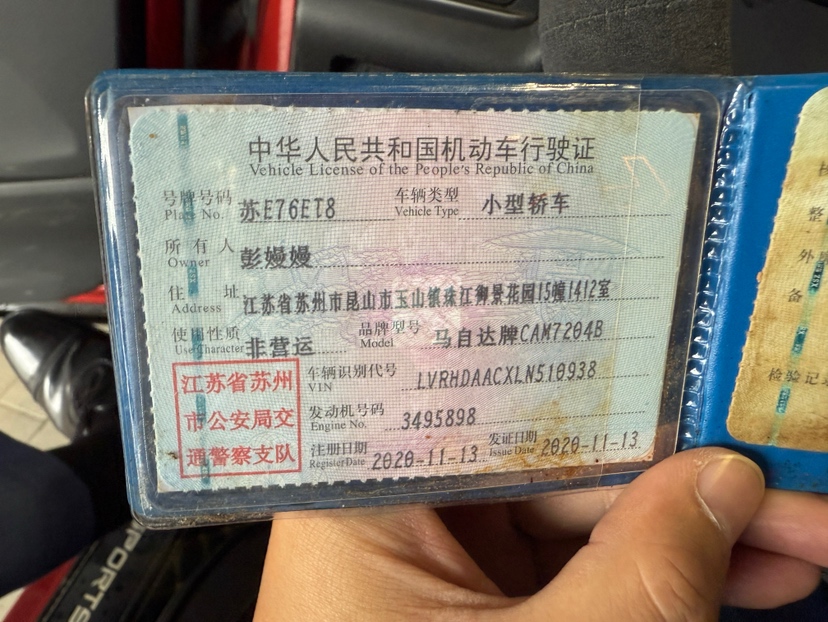 中华人民共和国机动车行驶证
Vehicle License of the People's Republic of China
号牌号码 苏E76ET8 车辆类型 小型轿车
Plate No. Vehicle Type
所有人 彭嫚嫚
Owner
住址 江苏省苏州市昆山市玉山镇珠江御景花园15幢1412室
Address
使用性质 非营运 品牌型号 马自达牌CAM7204B
Use Character Model
江苏省苏州
市公安局交
通警察支队
车辆识别代号 LVRHDAACXLN510938
VIN
发动机号码 3495898
Engine No.
注册日期 2020-11-13 发证日期 2020-11-13
Register Date Issue Date
整
外
备
检验记
SPORTS